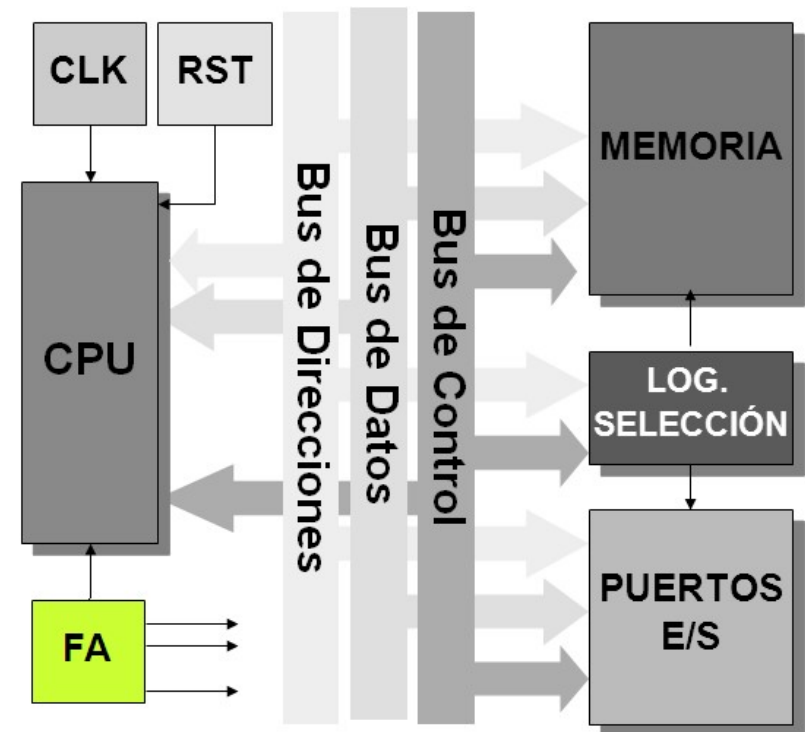 CLK
RST
CPU
FA
Bus de Direcciones
Bus de Datos
Bus de Control
MEMORIA
LOG.
SELECCIÓN
PUERTOS
E/S